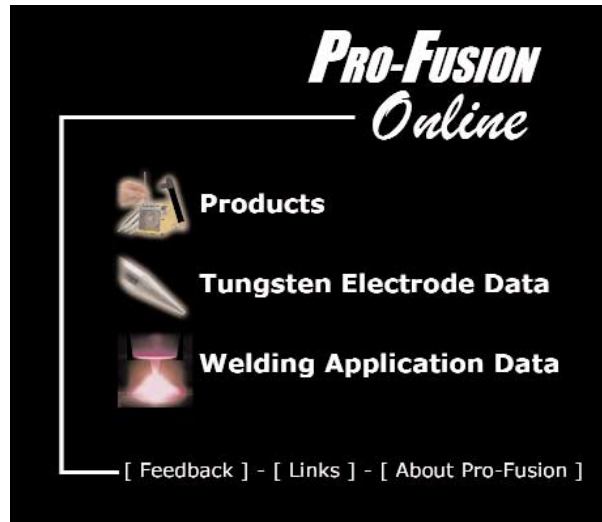 PRO-FUSION
Online
Products
Tungsten Electrode Data
Welding Application Data
[ Feedback ] - [ Links ] - [ About Pro-Fusion ]